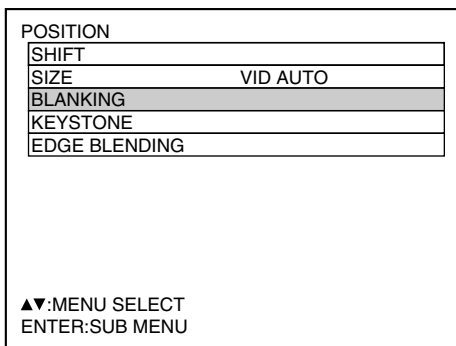 POSITION
SHIFT
SIZE VID AUTO
BLANKING
KEYSTONE
EDGE BLENDING
▲▼:MENU SELECT
ENTER:SUB MENU